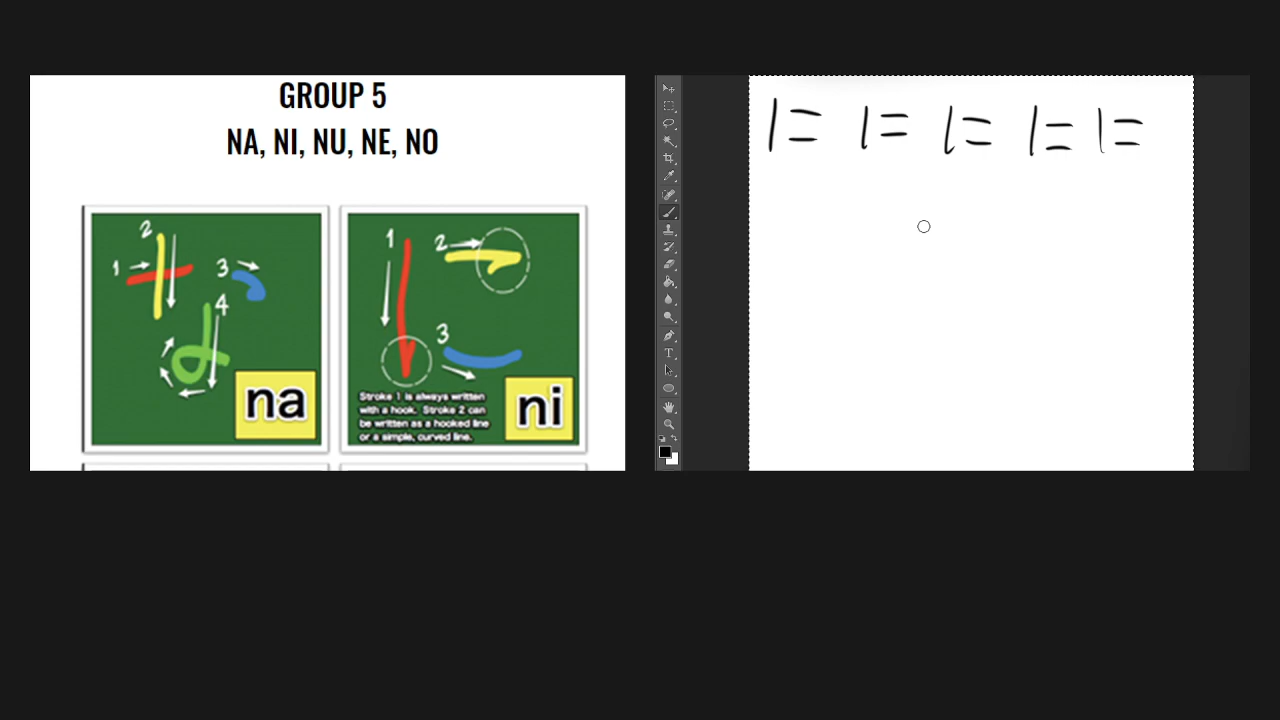 GROUP 5
NA, NI, NU, NE, NO
1 2 3 4
na
1 2 3
Stroke 1 is always written
with a hook. Stroke 2 can
be written as a hooked line
or a simple, curved line.
ni
に に に に に